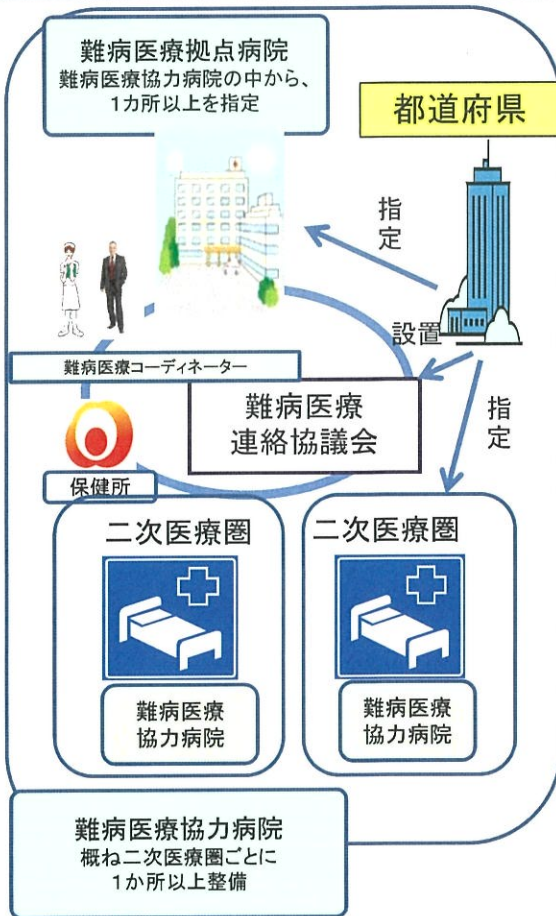 難病医療拠点病院
難病医療協力病院の中から、
1カ所以上を指定
都道府県
指定
設置
難病医療コーディネーター
難病医療
連絡協議会
指定
保健所
二次医療圏
難病医療
協力病院
二次医療圏
難病医療
協力病院
難病医療協力病院
概ね二次医療圏ごとに
1か所以上整備